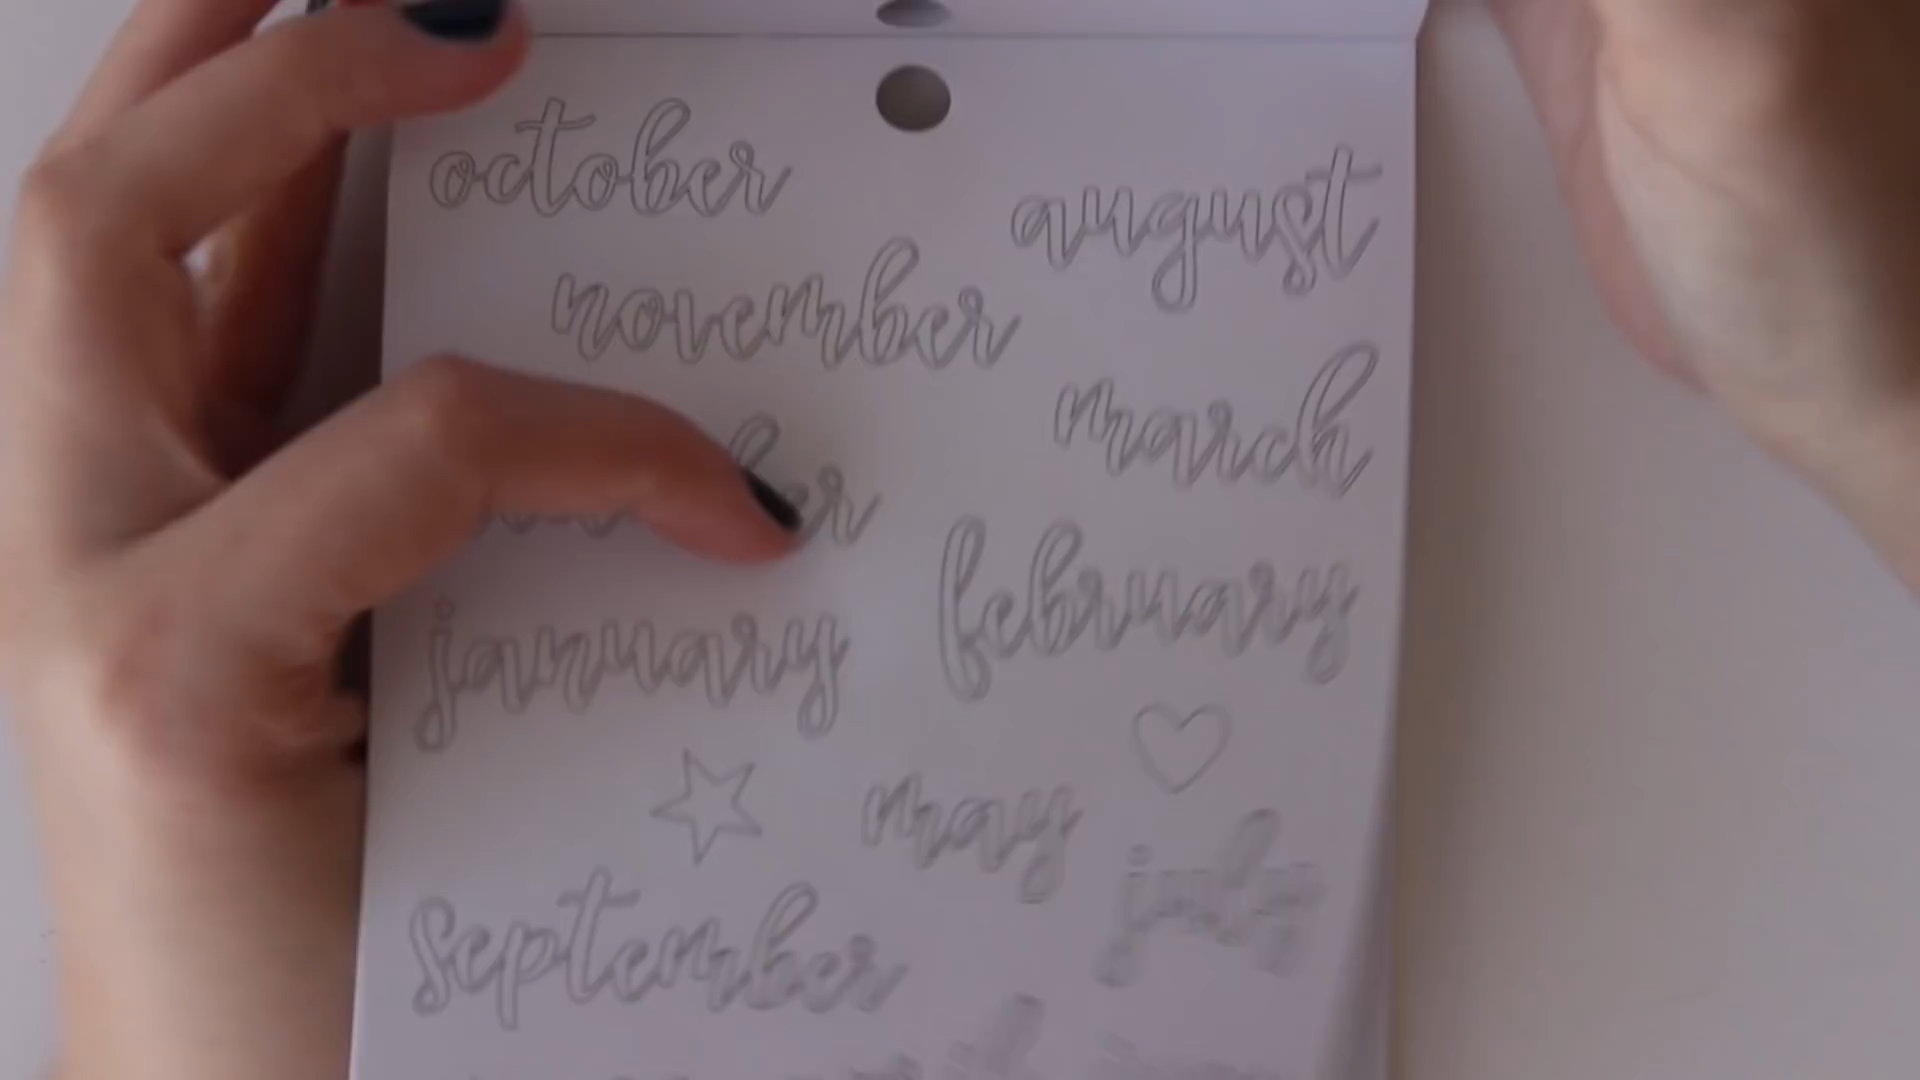 october
august
november
march
february
january
may
july
september